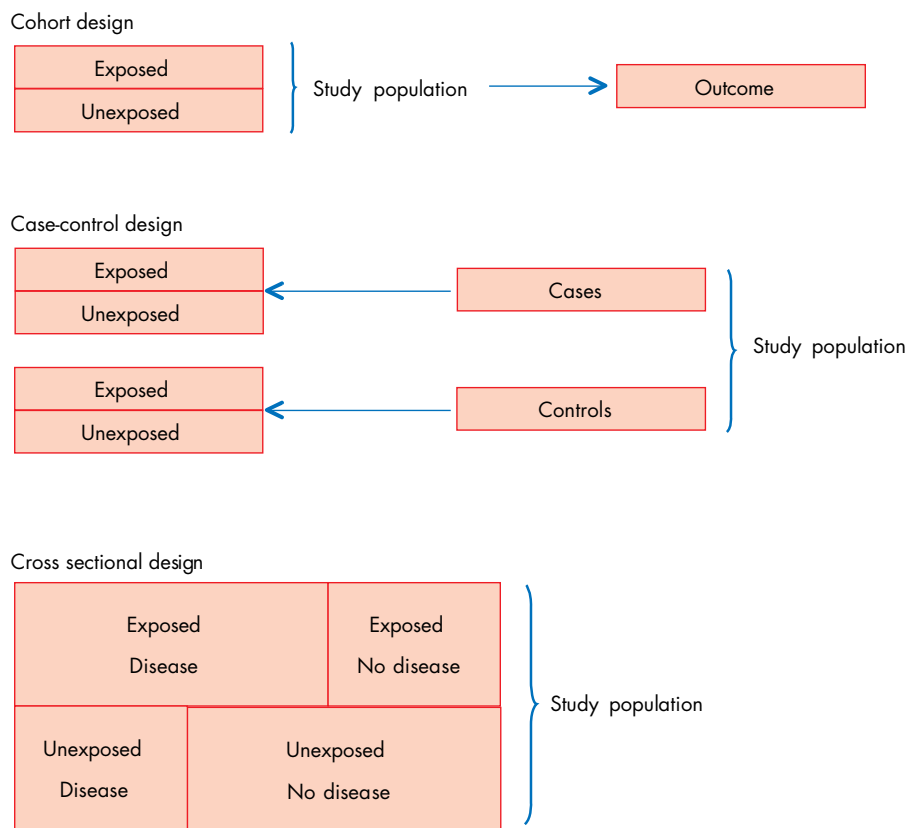 Cohort design
Exposed
Unexposed
Study population
Outcome
Case-control design
Exposed
Unexposed
Cases
Exposed
Unexposed
Controls
Study population
Cross sectional design
Exposed
Disease
Exposed
No disease
Unexposed
Disease
Unexposed
No disease
Study population